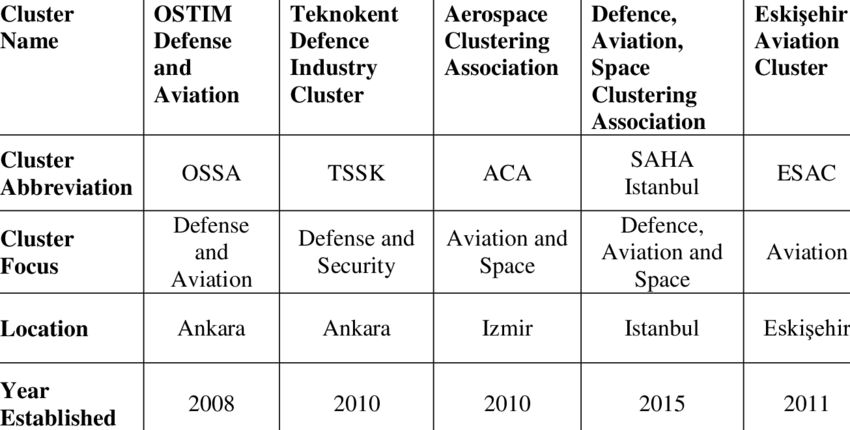 Cluster Name | OSTIM Defense and Aviation | Teknokent Defence Industry Cluster | Aerospace Clustering Association | Defence, Aviation, Space Clustering Association | Eskişehir Aviation Cluster
Cluster Abbreviation | OSSA | TSSK | ACA | SAHA Istanbul | ESAC
Cluster Focus | Defense and Aviation | Defense and Security | Aviation and Space | Defence, Aviation and Space | Aviation
Location | Ankara | Ankara | Izmir | Istanbul | Eskişehir
Year Established | 2008 | 2010 | 2010 | 2015 | 2011